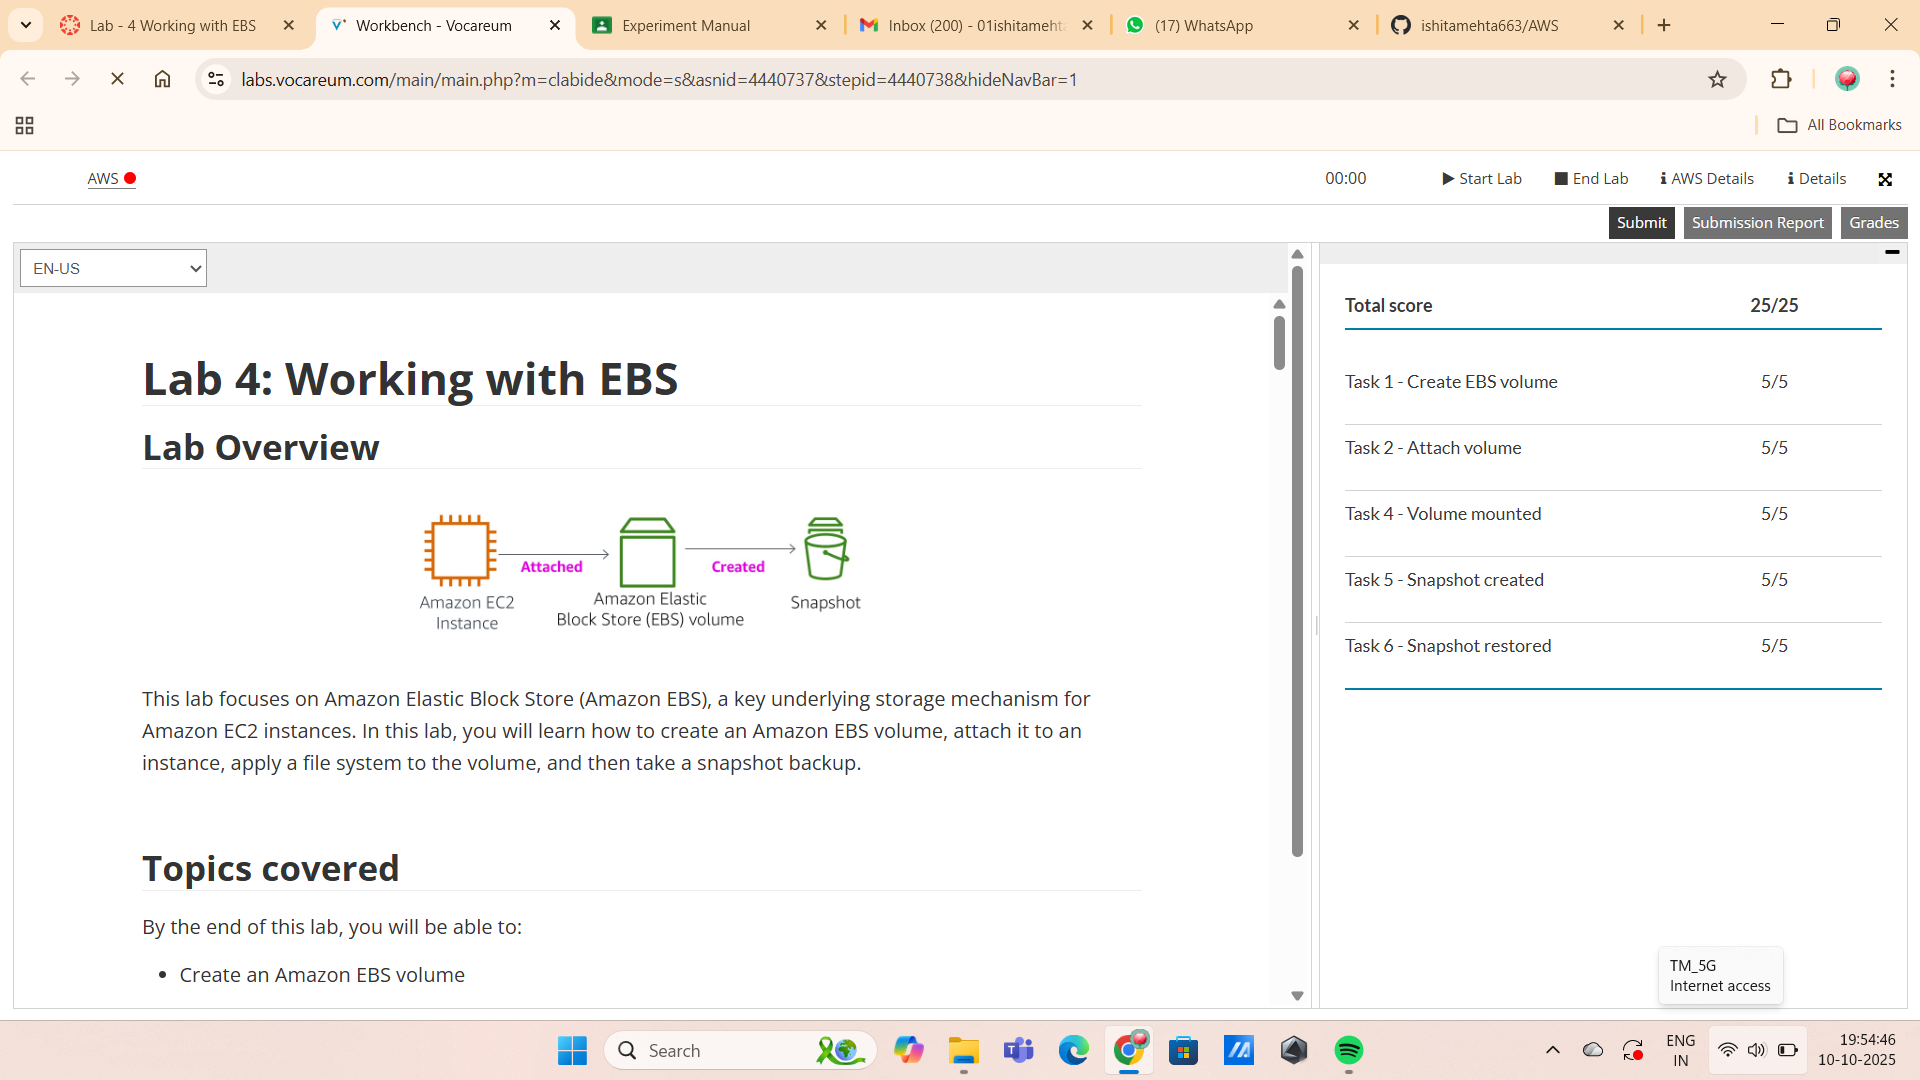 Lab - 4 Working with EBS
Workbench - Vocareum
Experiment Manual
Inbox (200) - 01ishitamehta
(17) WhatsApp
ishitamehta663/AWS
labs.vocareum.com/main/main.php?m=clabide&mode=s&asnid=4440737&stepid=4440738&hideNavBar=1
All Bookmarks
AWS
00:00
Start Lab
End Lab
AWS Details
Details
Submit
Submission Report
Grades
EN-US
Lab 4: Working with EBS
Lab Overview
Attached
Created
Amazon EC2
Instance
Amazon Elastic
Block Store (EBS) volume
Snapshot
This lab focuses on Amazon Elastic Block Store (Amazon EBS), a key underlying storage mechanism for
Amazon EC2 instances. In this lab, you will learn how to create an Amazon EBS volume, attach it to an
instance, apply a file system to the volume, and then take a snapshot backup.
Topics covered
By the end of this lab, you will be able to:
• Create an Amazon EBS volume
Total score 25/25
Task 1 - Create EBS volume 5/5
Task 2 - Attach volume 5/5
Task 4 - Volume mounted 5/5
Task 5 - Snapshot created 5/5
Task 6 - Snapshot restored 5/5
TM_5G
Internet access
Search
ENG
IN
19:54:46
10-10-2025